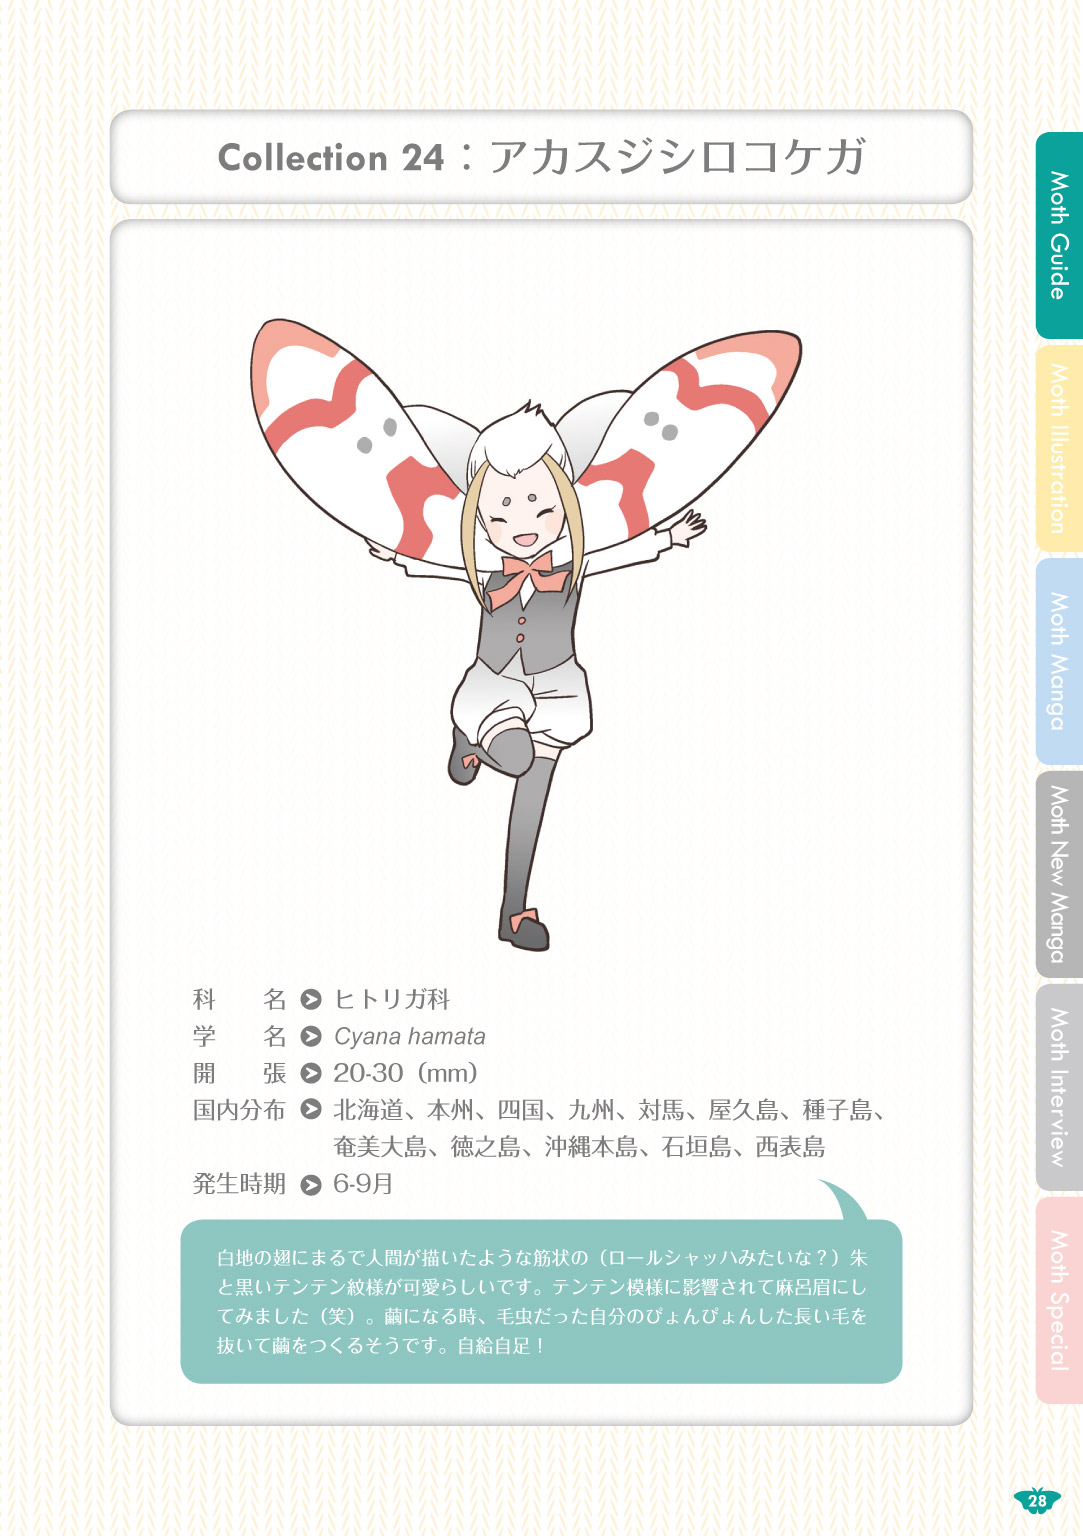 Collection 24：アカスジシロコケガ
科　名 ヒトリガ科
学　名 Cyana hamata
開　張 20-30（mm）
国内分布 北海道、本州、四国、九州、対馬、屋久島、種子島、
奄美大島、徳之島、沖縄本島、石垣島、西表島
発生時期 6-9月
白地の翅にまるで人間が描いたような筋状の（ロールシャッハみたいな？）朱
と黒いテンテン紋様が可愛らしいです。テンテン模様に影響されて麻呂眉にし
てみました（笑）。繭になる時、毛虫だった自分のぴょんぴょんした長い毛を
抜いて繭をつくるそうです。自給自足！
Moth Guide
Moth Illustration
Moth Manga
Moth New Manga
Moth Interview
Moth Special
28